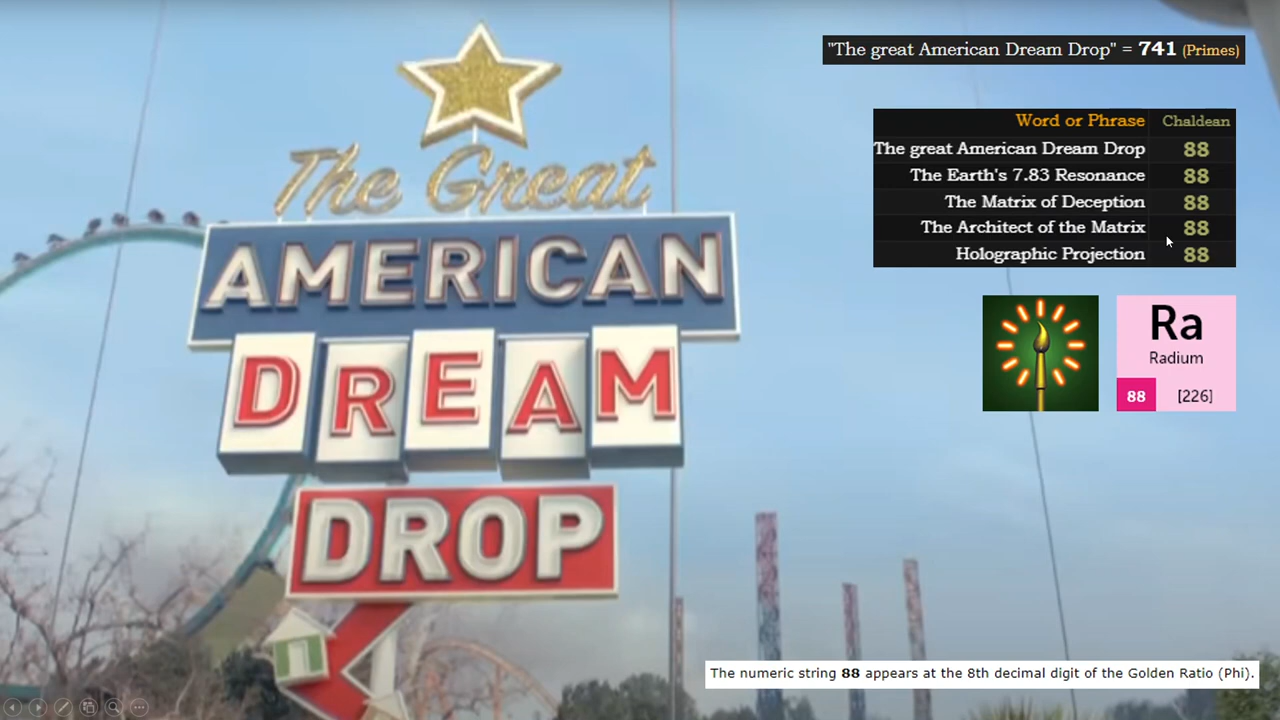 The Great
AMERICAN
DREAM
DROP
"The great American Dream Drop" = 741 (Primes)
Word or Phrase Chaldean
The great American Dream Drop 88
The Earth's 7.83 Resonance 88
The Matrix of Deception 88
The Architect of the Matrix 88
Holographic Projection 88
Ra
Radium
88 [226]
The numeric string 88 appears at the 8th decimal digit of the Golden Ratio (Phi).